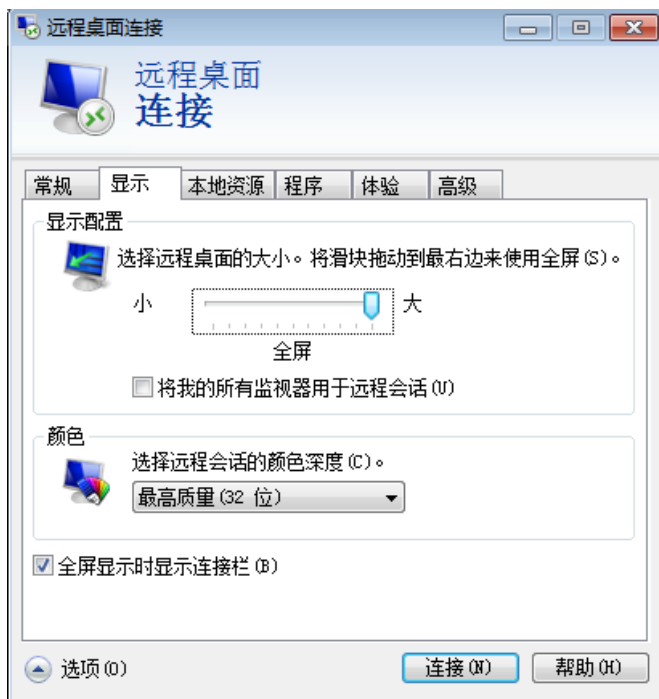 远程桌面连接
远程桌面
连接
常规 显示 本地资源 程序 体验 高级
显示配置
选择远程桌面的大小。将滑块拖动到最右边来使用全屏(S)。
小 大
全屏
将我的所有监视器用于远程会话(U)
颜色
选择远程会话的颜色深度(C)。
最高质量(32 位)
全屏显示时显示连接栏(B)
选项(O) 连接(N) 帮助(H)